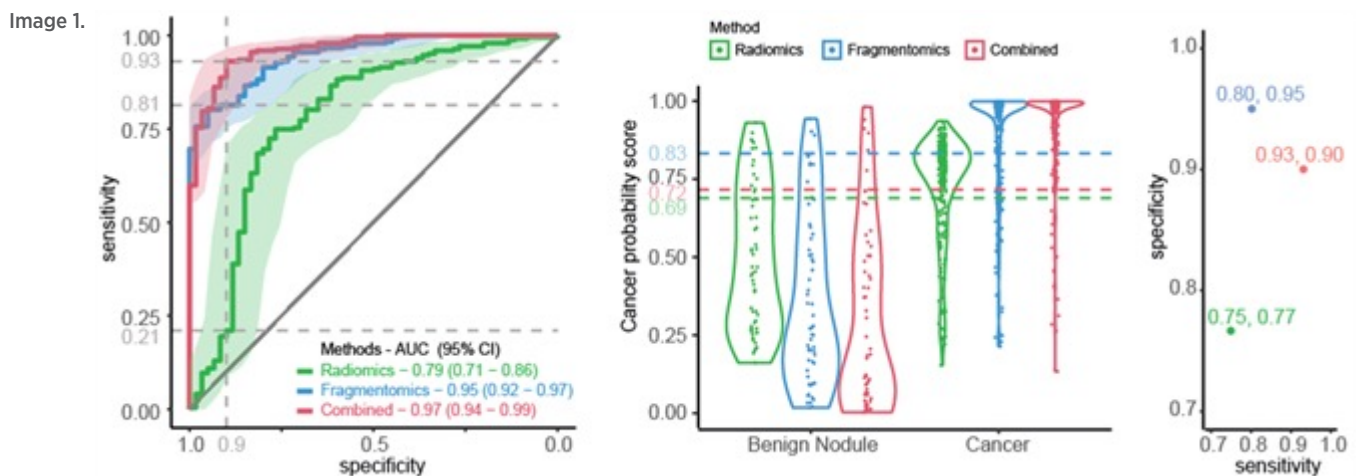 Image 1.
1.00
0.93
0.81
0.75
0.50
0.25
0.21
0.00
sensitivity
1.0
0.9
0.5
0.0
specificity
Methods - AUC (95% CI)
Radiomics – 0.79 (0.71 – 0.86)
Fragmentomics – 0.95 (0.92 – 0.97)
Combined – 0.97 (0.94 – 0.99)
Method
Radiomics
Fragmentomics
Combined
Cancer probability score
1.00
0.83
0.75
0.72
0.69
0.50
0.25
0.00
Benign Nodule
Cancer
specificity
1.0
0.9
0.8
0.7
0.80, 0.95
0.93, 0.90
0.75, 0.77
0.7
0.8
0.9
1.0
sensitivity